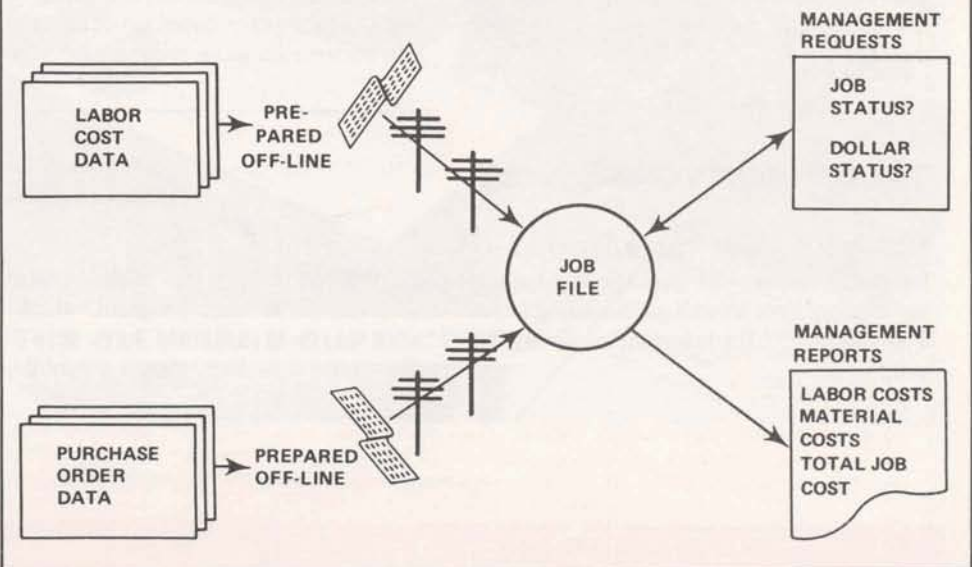 LABOR
COST
DATA
PRE-
PARED
OFF-LINE
MANAGEMENT
REQUESTS
JOB
STATUS?
DOLLAR
STATUS?
JOB
FILE
PURCHASE
ORDER
DATA
PREPARED
OFF-LINE
MANAGEMENT
REPORTS
LABOR COSTS
MATERIAL
COSTS
TOTAL JOB
COST